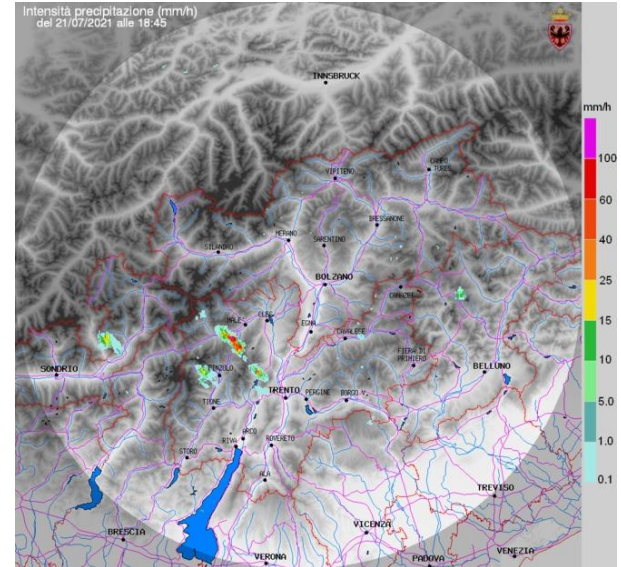 Intensità precipitazione (mm/h)
del 21/07/2021 alle 18:45
INNSBRUCK
mm/h
CAMPO
TURES
100
VIPITENO
60
BRESSANONE
MERANO
SARENTINO
40
SILANDRO
BOLZANO
25
CLES
EGNA
MALE'
CAVALESE
15
FIERA DI
PRIMIERO
10
SONDRIO
PINZOLO
BELLUNO
TRENTO
PERGINE
BORGO V.
5.0
TIONE
ARCO
RIVA
ROVERETO
1.0
STORO
ALA
0.1
TREVISO
BRESCIA
VICENZA
VERONA
PADOVA
VENEZIA